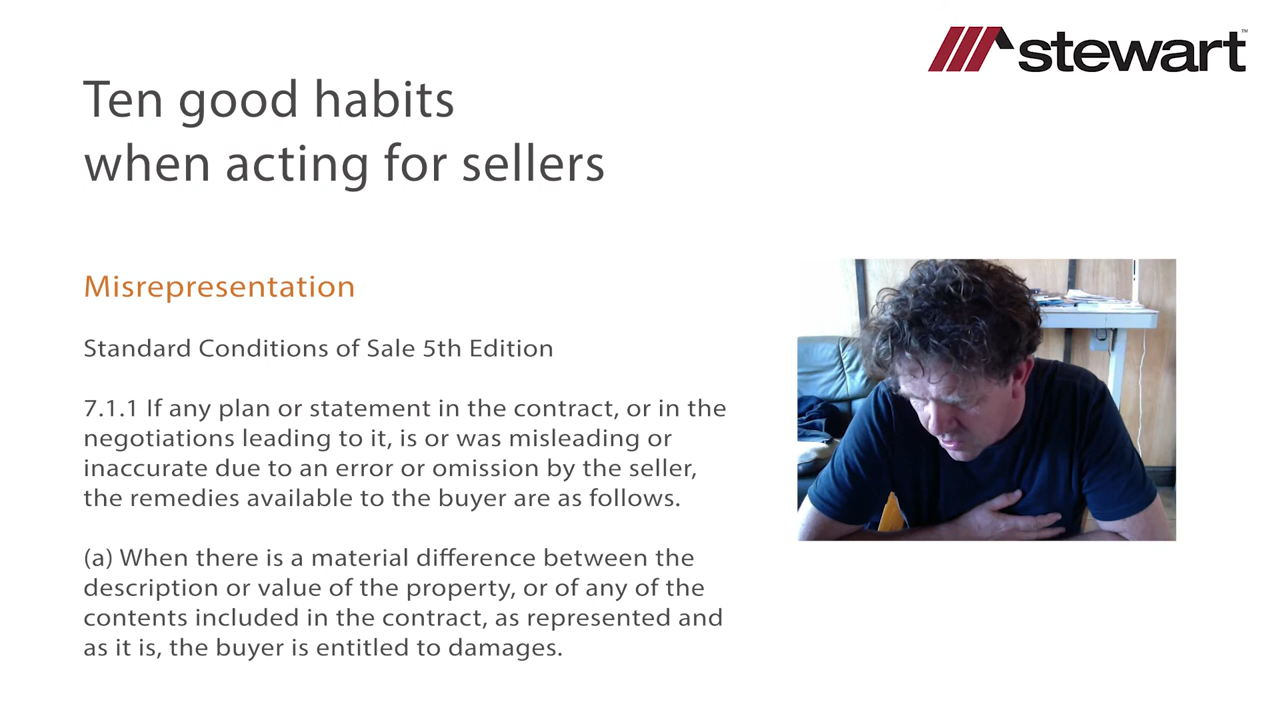 stewart™
Ten good habits
when acting for sellers
Misrepresentation
Standard Conditions of Sale 5th Edition
7.1.1 If any plan or statement in the contract, or in the
negotiations leading to it, is or was misleading or
inaccurate due to an error or omission by the seller,
the remedies available to the buyer are as follows.
(a) When there is a material difference between the
description or value of the property, or of any of the
contents included in the contract, as represented and
as it is, the buyer is entitled to damages.